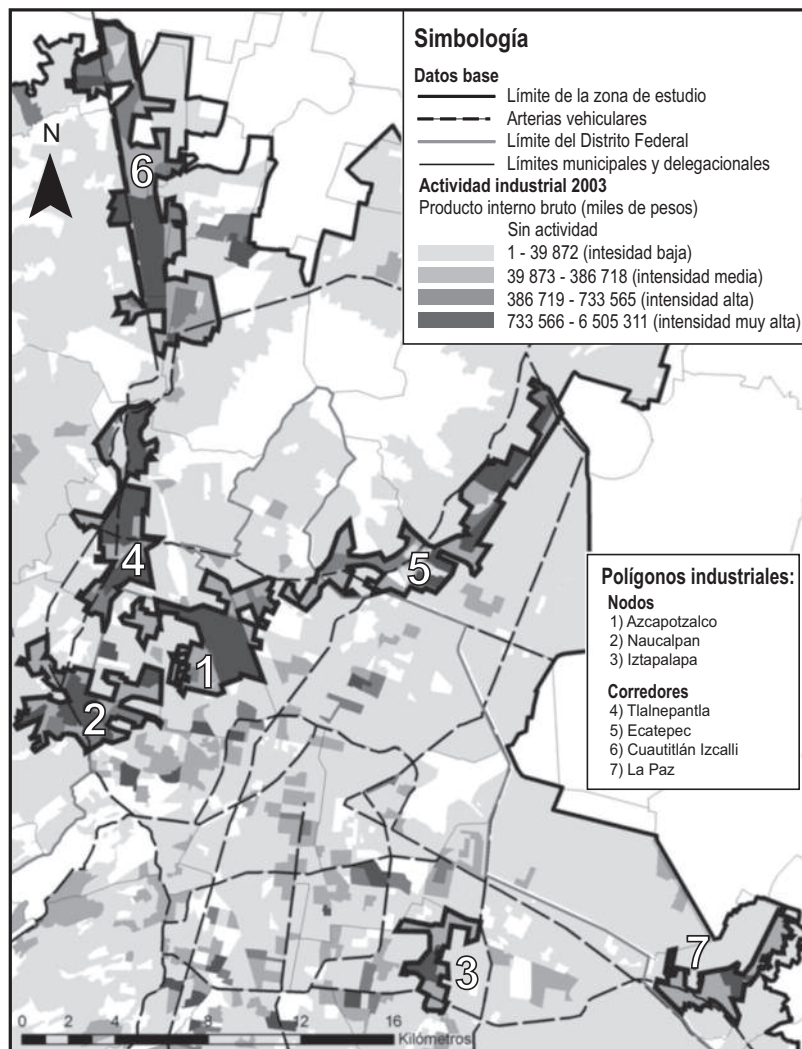 Simbología
Datos base
Límite de la zona de estudio
Arterias vehiculares
Límite del Distrito Federal
Límites municipales y delegacionales
Actividad industrial 2003
Producto interno bruto (miles de pesos)
Sin actividad
1 - 39 872 (intesidad baja)
39 873 - 386 718 (intensidad media)
386 719 - 733 565 (intensidad alta)
733 566 - 6 505 311 (intensidad muy alta)
N
6
4
5
1
2
Polígonos industriales:
Nodos
1) Azcapotzalco
2) Naucalpan
3) Iztapalapa
Corredores
4) Tlalnepantla
5) Ecatepec
6) Cuautitlán Izcalli
7) La Paz
3
7
0 2 4 8 12 16
Kilómetros